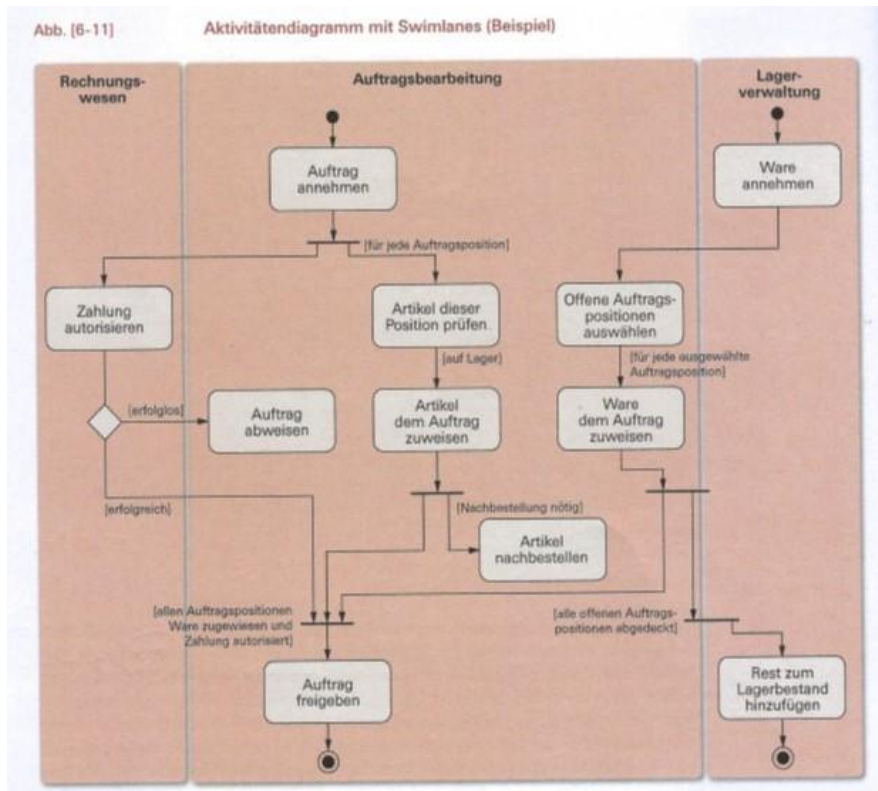 Abb. [6-11]
Aktivitätendiagramm mit Swimlanes (Beispiel)
Rechnungs-
wesen
Auftragsbearbeitung
Lager-
verwaltung
Auftrag
annehmen
Ware
annehmen
[für jede Auftragsposition]
Zahlung
autorisieren
Artikel dieser
Position prüfen
Offene Auftrags-
positionen
auswählen
[auf Lager]
[für jede ausgewählte
Auftragsposition]
[erfolglos]
Auftrag
abweisen
Artikel
dem Auftrag
zuweisen
Ware
dem Auftrag
zuweisen
[erfolgreich]
[Nachbestellung nötig]
Artikel
nachbestellen
[allen Auftragspositionen
Ware zugewiesen und
Zahlung autorisiert]
[alle offenen Auftrags-
positionen abgedeckt]
Auftrag
freigeben
Rest zum
Lagerbestand
hinzufügen